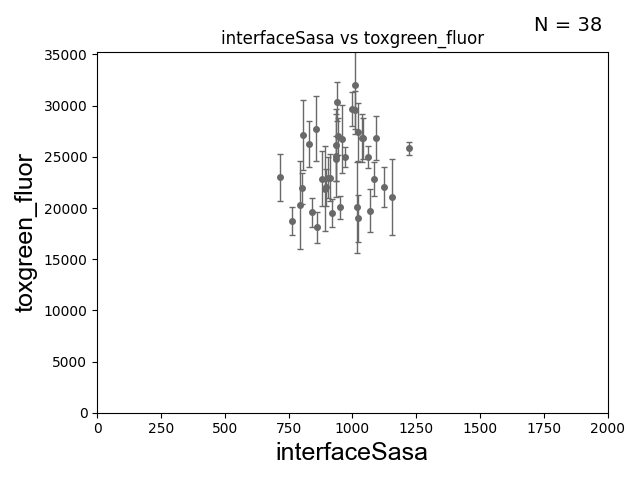 N = 38
interfaceSasa vs toxgreen_fluor
35000
30000
25000
20000
15000
10000
5000
0
toxgreen_fluor
0 250 500 750 1000 1250 1500 1750 2000
interfaceSasa